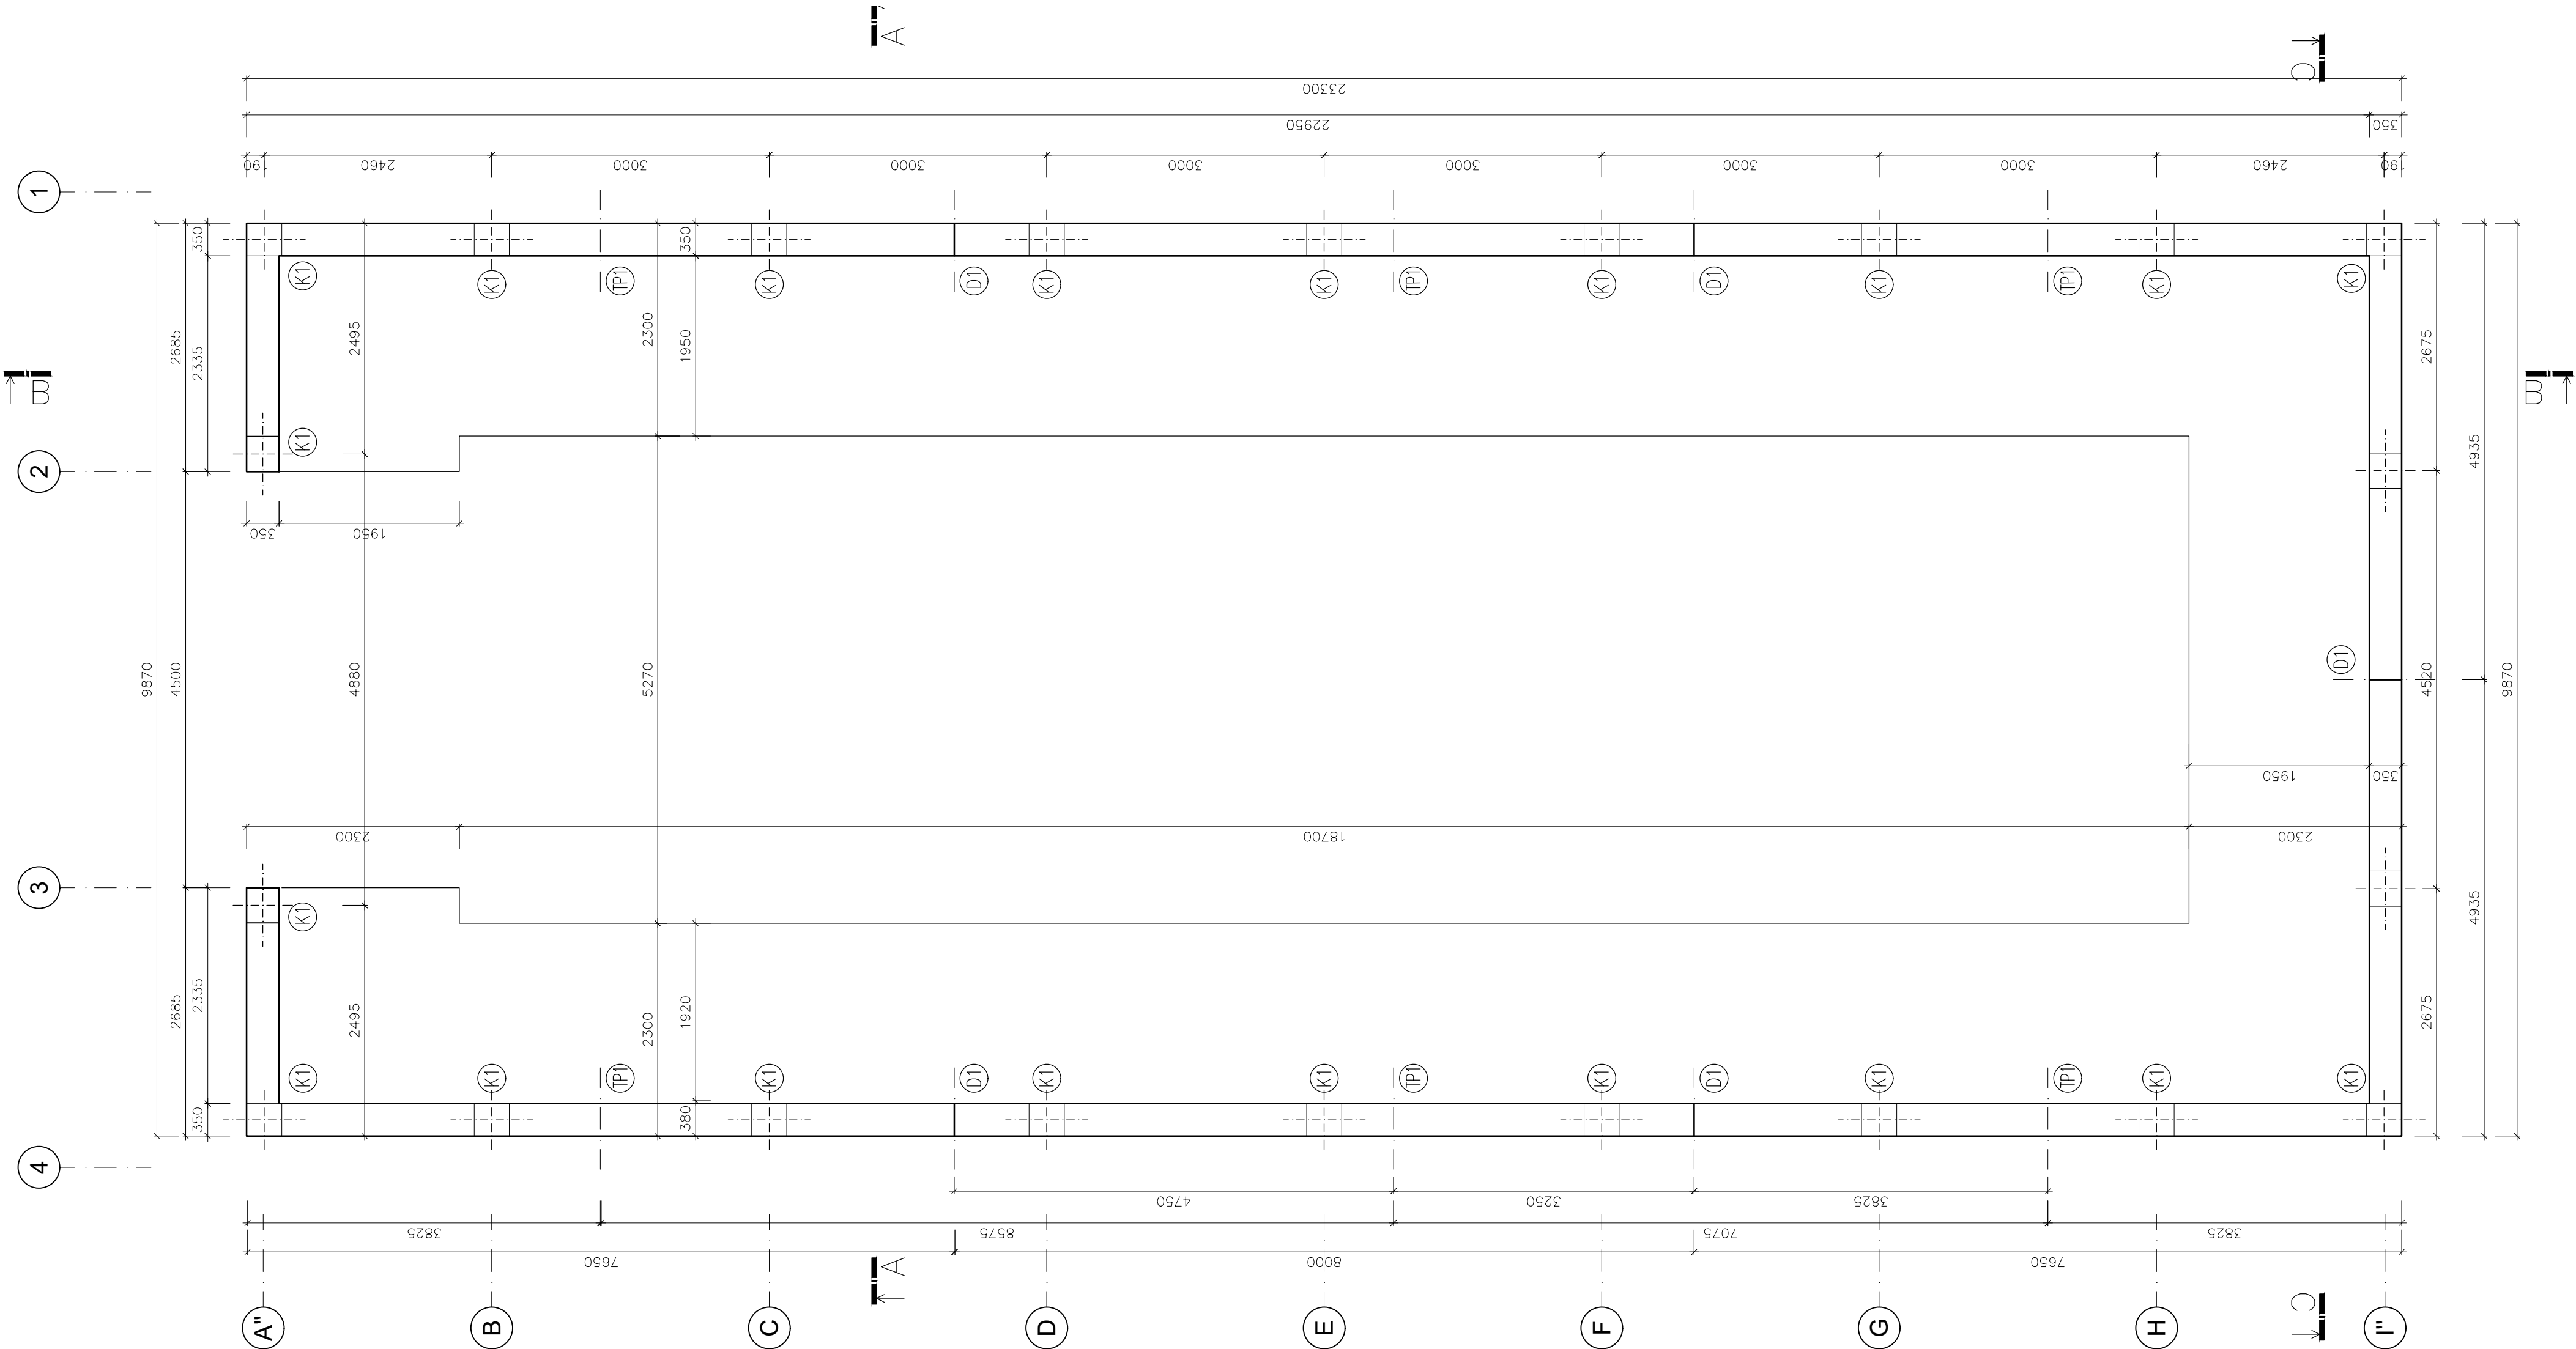 A
C
23300
22950
350
190
2460
3000
3000
3000
3000
3000
3000
2460
190
1
350
350
K1
K1
TP1
K1
D1
K1
K1
TP1
K1
D1
K1
TP1
K1
K1
2685
2335
2495
2300
1950
2675
B
B
K1
2
4935
350
1950
9870
4500
4880
5270
D1
4520
9870
1950
350
2300
18700
2300
3
K1
2685
2335
2495
2300
1920
4935
2675
K1
K1
TP1
K1
D1
K1
K1
TP1
K1
D1
K1
TP1
K1
K1
350
380
4
4750
3250
3825
3825
8575
7075
3825
7650
8000
7650
A
C
A"
B
C
D
E
F
G
H
I"